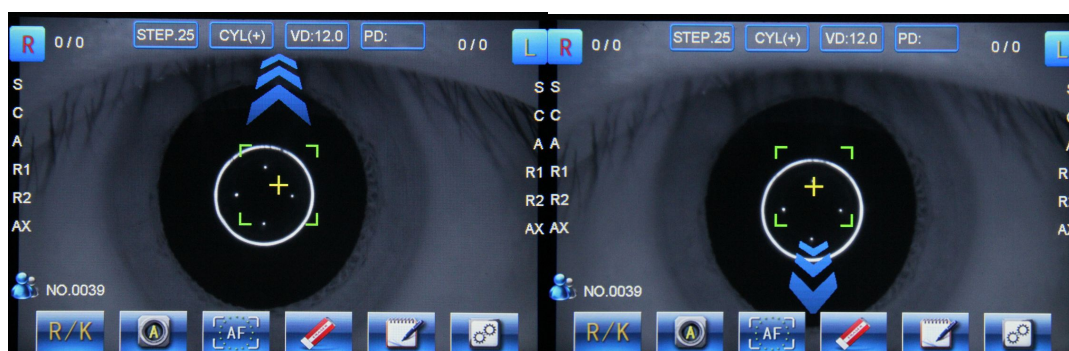 R 0/0 STEP.25 CYL(+) VD:12.0 PD: 0/0 L
S S
C C
A A
R1 R1
R2 R2
AX AX
NO.0039
R/K A AF
R 0/0 STEP.25 CYL(+) VD:12.0 PD: 0/0 L
S
C
A
R1
R2
AX
NO.0039
R/K A AF